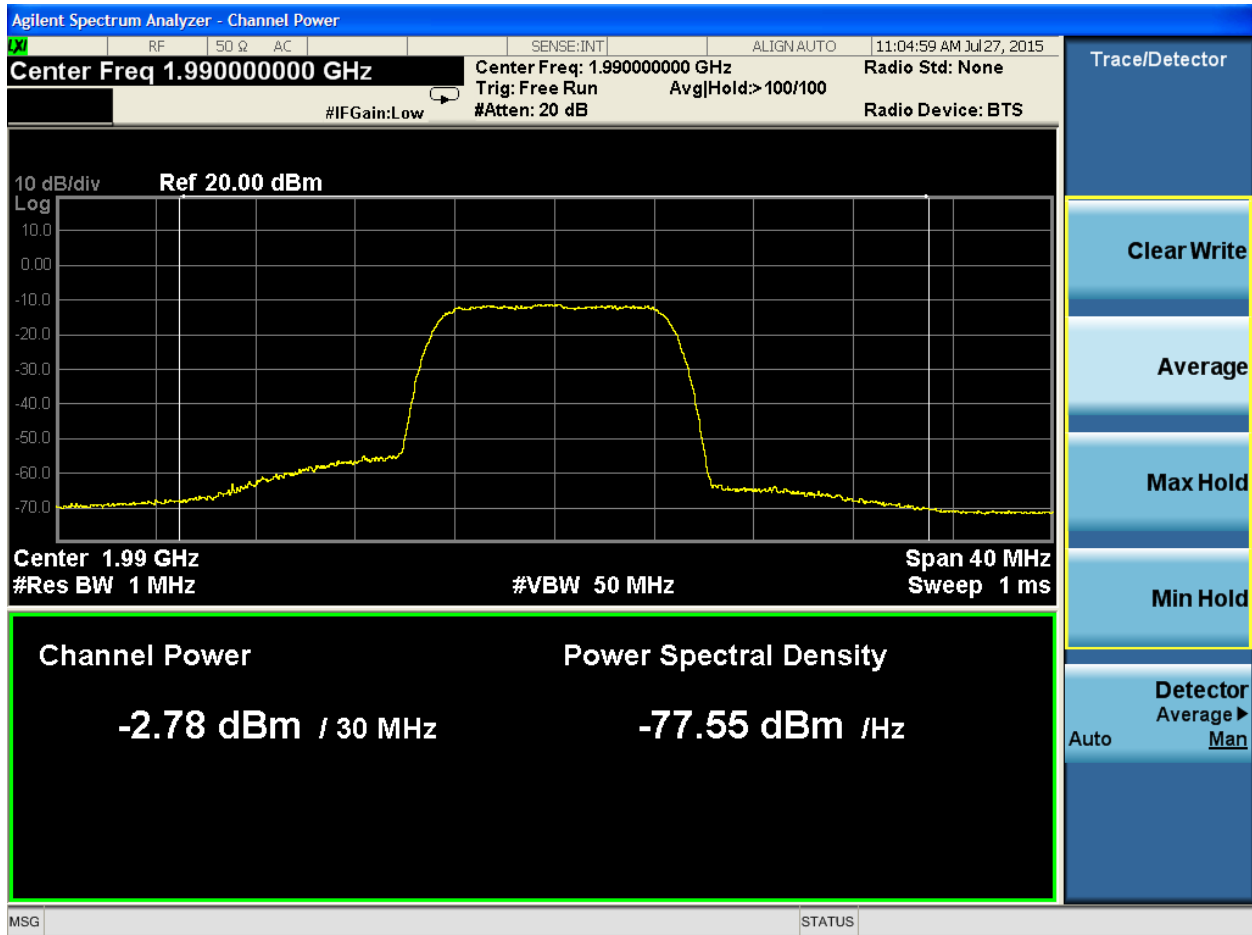 Agilent Spectrum Analyzer - Channel Power
LXI RF 50 Ω AC SENSE:INT ALIGN AUTO 11:04:59 AM Jul 27, 2015
Center Freq 1.990000000 GHz
Center Freq: 1.990000000 GHz
Radio Std: None
Trig: Free Run Avg|Hold:> 100/100
#IFGain:Low
#Atten: 20 dB
Radio Device: BTS
10 dB/div Ref 20.00 dBm
Log
10.0
0.00
-10.0
-20.0
-30.0
-40.0
-50.0
-60.0
-70.0
Center 1.99 GHz Span 40 MHz
#Res BW 1 MHz #VBW 50 MHz Sweep 1 ms
Channel Power Power Spectral Density
-2.78 dBm / 30 MHz -77.55 dBm /Hz
Trace/Detector
Clear Write
Average
Max Hold
Min Hold
Detector
Average▶
Auto Man
MSG STATUS